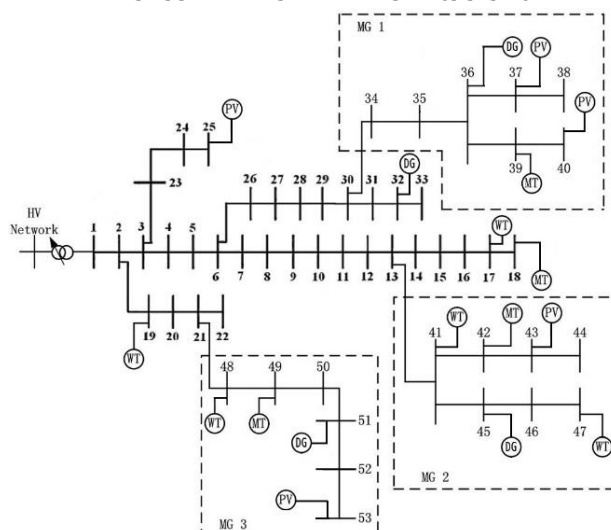 MG 1
DG
PV
36
37
38
PV
34
35
39
40
MT
PV
24
25
23
DG
26
27
28
29
30
31
32
33
HV
Network
1
2
3
4
5
6
7
8
9
10
11
12
13
14
15
16
17
18
WT
MT
19
20
21
22
WT
41
WT
42
MT
43
PV
44
45
46
47
DG
WT
MG 2
48
49
50
WT
MT
51
DG
52
PV
53
MG 3